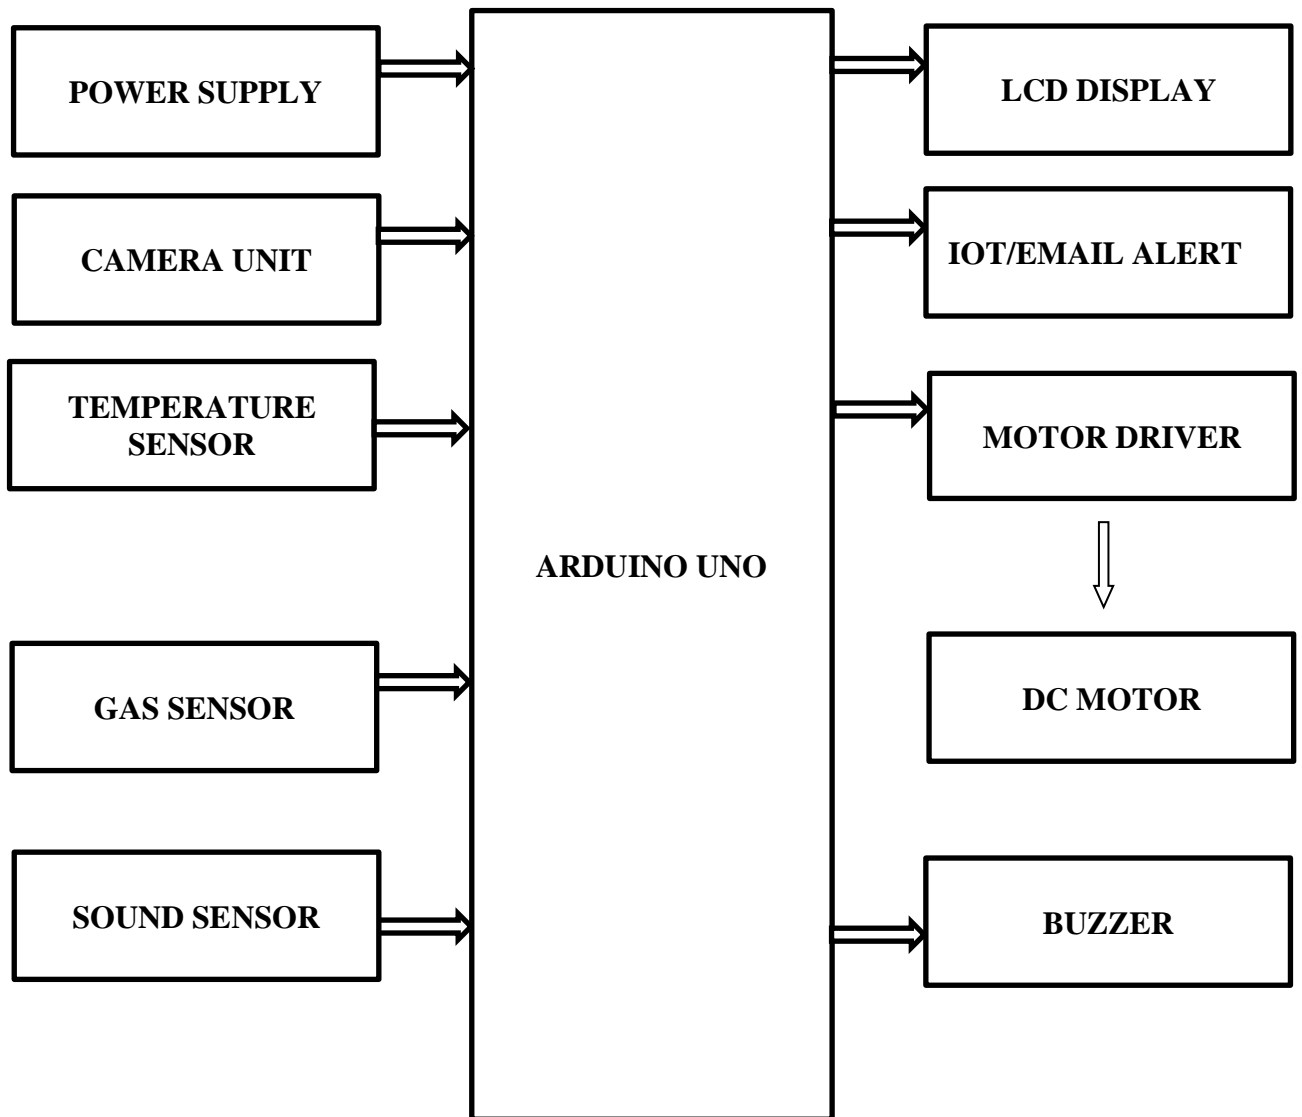 POWER SUPPLY
CAMERA UNIT
TEMPERATURE
SENSOR
GAS SENSOR
SOUND SENSOR
ARDUINO UNO
LCD DISPLAY
IOT/EMAIL ALERT
MOTOR DRIVER
DC MOTOR
BUZZER